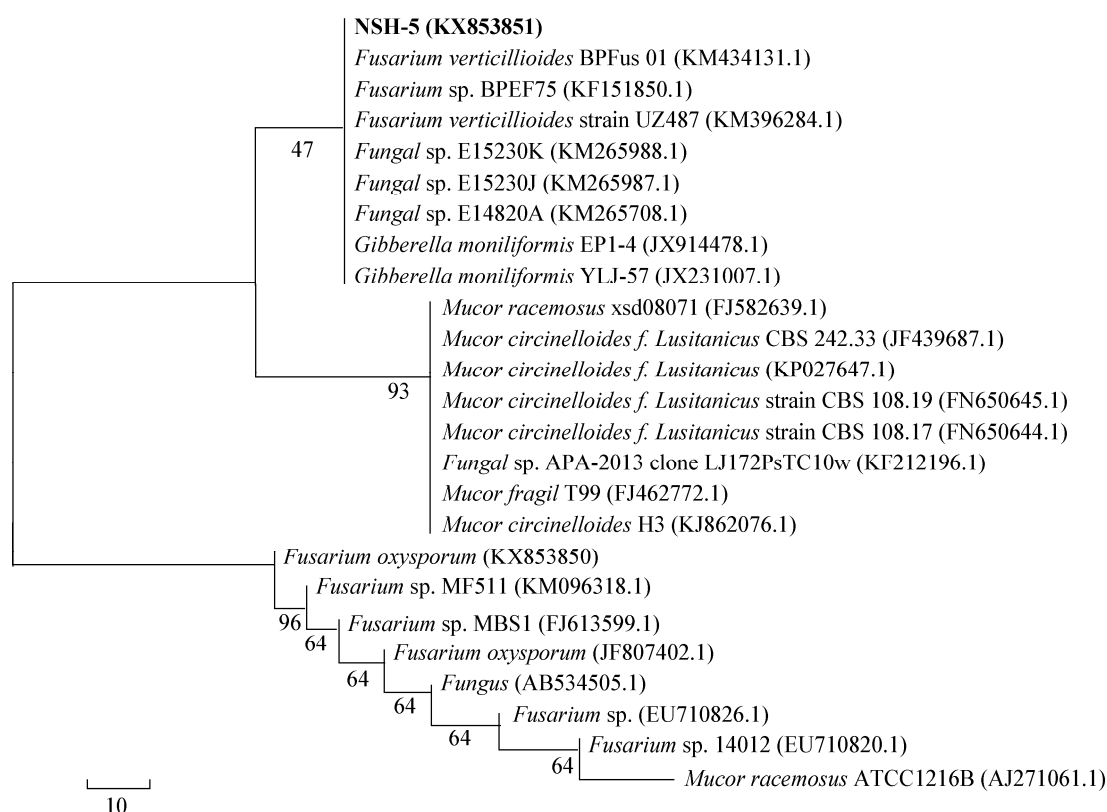 NSH-5 (KX853851)
Fusarium verticillioides BPFus 01 (KM434131.1)
Fusarium sp. BPEF75 (KF151850.1)
Fusarium verticillioides strain UZ487 (KM396284.1)
47
Fungal sp. E15230K (KM265988.1)
Fungal sp. E15230J (KM265987.1)
Fungal sp. E14820A (KM265708.1)
Gibberella moniliformis EP1-4 (JX914478.1)
Gibberella moniliformis YLJ-57 (JX231007.1)
Mucor racemosus xsd08071 (FJ582639.1)
Mucor circinelloides f. Lusitanicus CBS 242.33 (JF439687.1)
Mucor circinelloides f. Lusitanicus (KP027647.1)
93
Mucor circinelloides f. Lusitanicus strain CBS 108.19 (FN650645.1)
Mucor circinelloides f. Lusitanicus strain CBS 108.17 (FN650644.1)
Fungal sp. APA-2013 clone LJ172PsTC10w (KF212196.1)
Mucor fragil T99 (FJ462772.1)
Mucor circinelloides H3 (KJ862076.1)
Fusarium oxysporum (KX853850)
Fusarium sp. MF511 (KM096318.1)
96
Fusarium sp. MBS1 (FJ613599.1)
64
Fusarium oxysporum (JF807402.1)
64
Fungus (AB534505.1)
64
Fusarium sp. (EU710826.1)
64
Fusarium sp. 14012 (EU710820.1)
64
Mucor racemosus ATCC1216B (AJ271061.1)
10